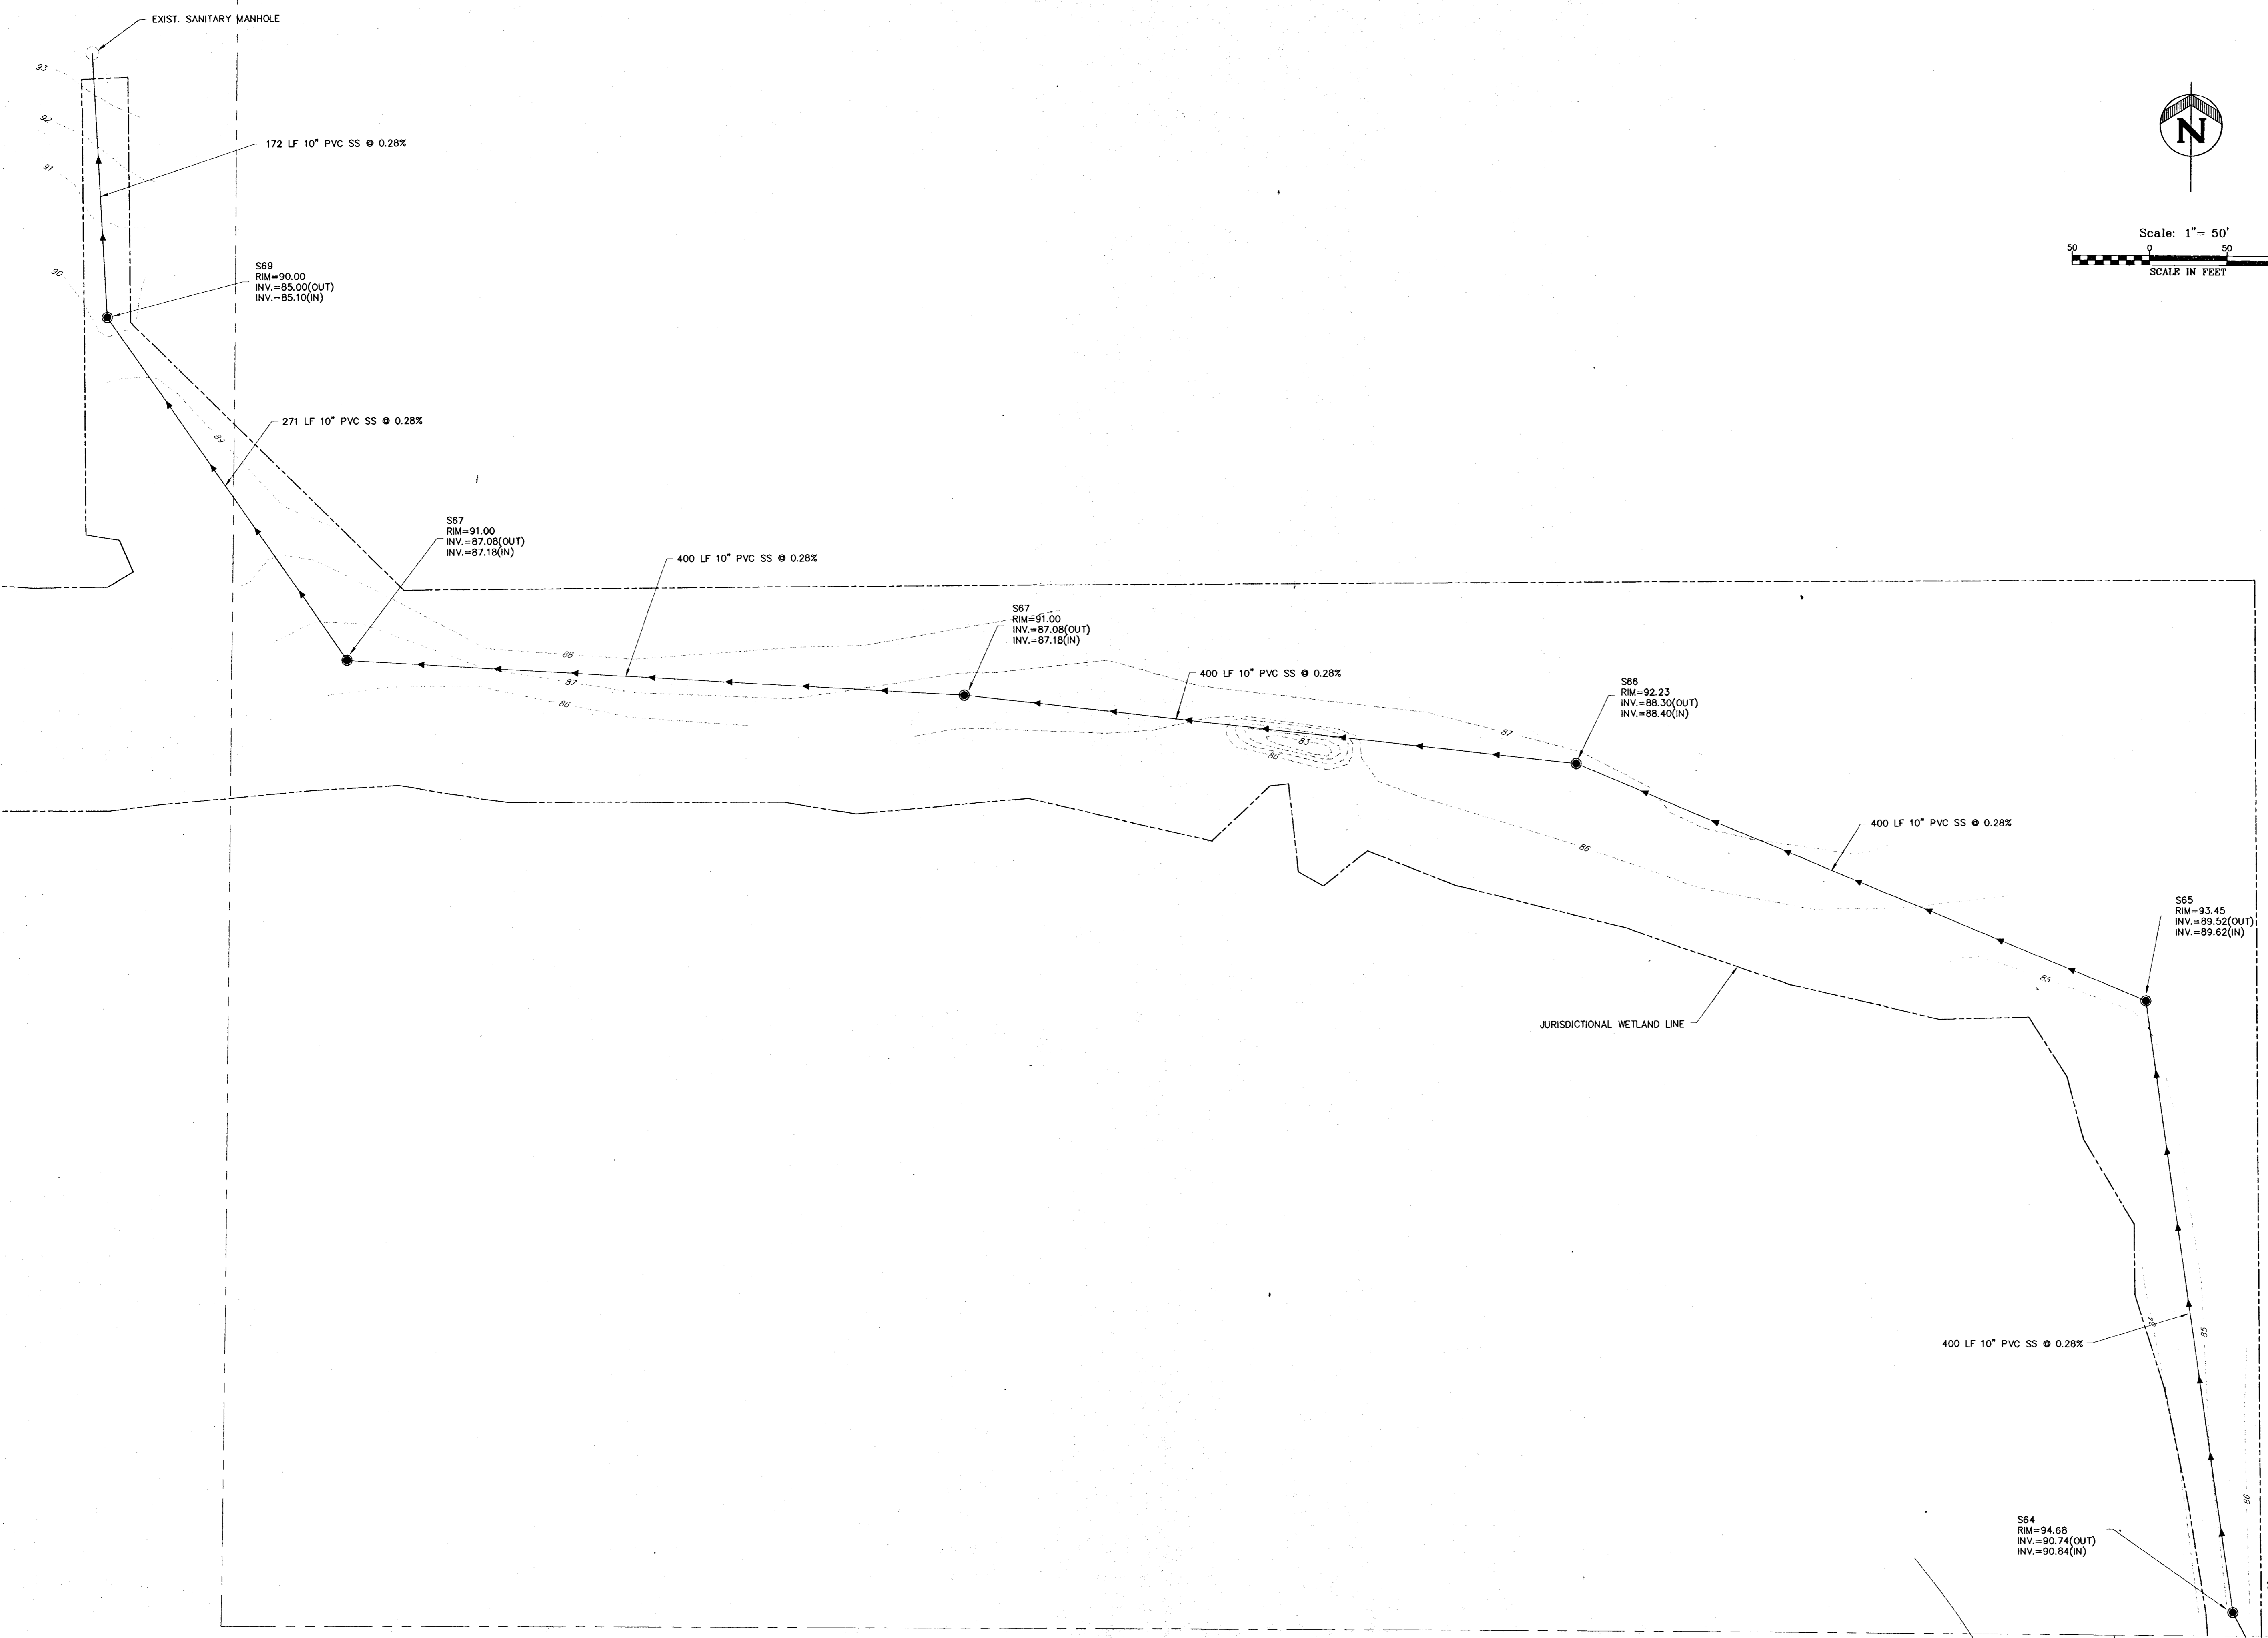 EXIST. SANITARY MANHOLE
93
92
172 LF 10" PVC SS @ 0.28%
91
N
Scale: 1"= 50'
50 0 50
SCALE IN FEET
90
S69
RIM=90.00
INV.=85.00(OUT)
INV.=85.10(IN)
271 LF 10" PVC SS @ 0.28%
89
S67
RIM=91.00
INV.=87.08(OUT)
INV.=87.18(IN)
400 LF 10" PVC SS @ 0.28%
S67
RIM=91.00
INV.=87.08(OUT)
INV.=87.18(IN)
88
87
86
400 LF 10" PVC SS @ 0.28%
S66
RIM=92.23
INV.=88.30(OUT)
INV.=88.40(IN)
87
83
86
400 LF 10" PVC SS @ 0.28%
86
S65
RIM=93.45
INV.=89.52(OUT)
INV.=89.62(IN)
85
JURISDICTIONAL WETLAND LINE
85
400 LF 10" PVC SS @ 0.28%
86
S64
RIM=94.68
INV.=90.74(OUT)
INV.=90.84(IN)